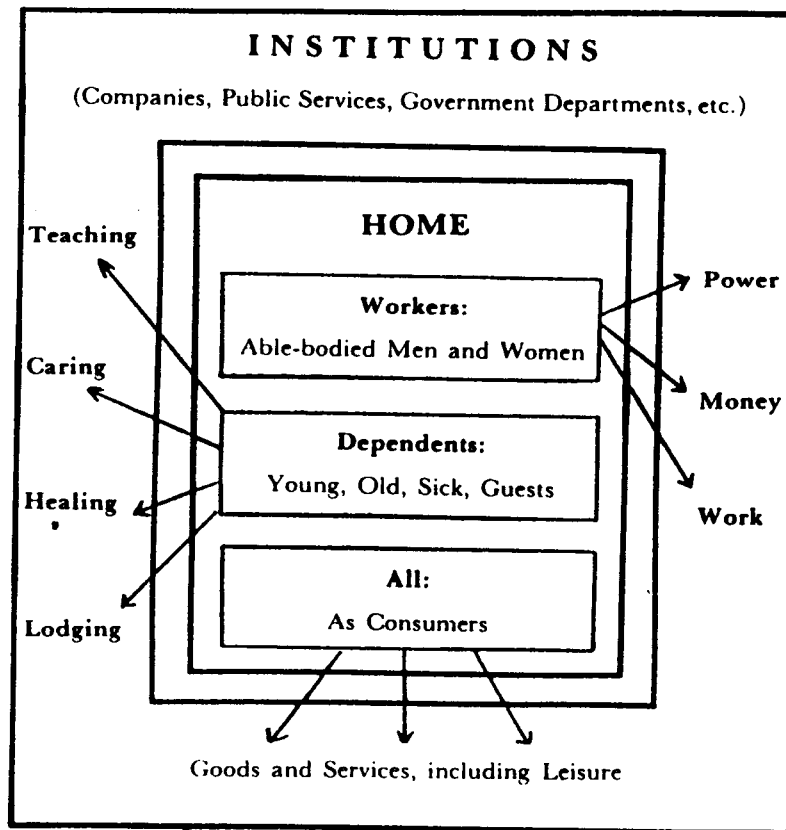 INSTITUTIONS
(Companies, Public Services, Government Departments, etc.)
HOME
Teaching
Caring
Healing
Lodging
Workers:
Able-bodied Men and Women
Dependents:
Young, Old, Sick, Guests
All:
As Consumers
Power
Money
Work
Goods and Services, including Leisure